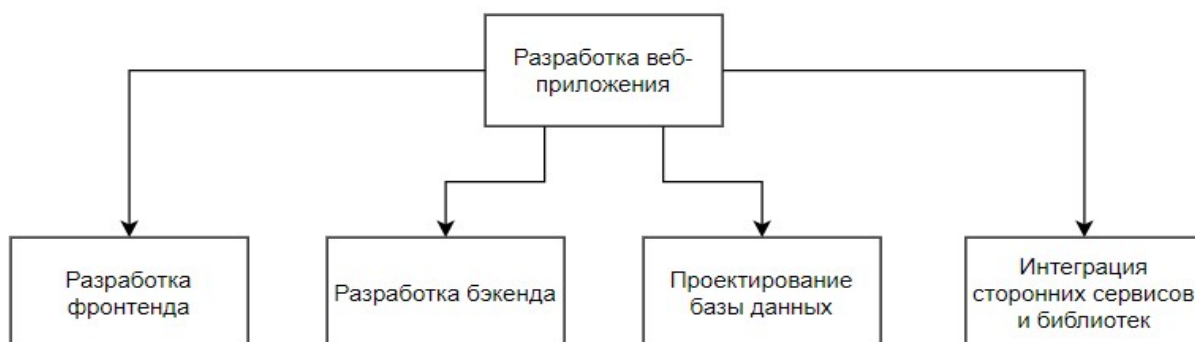 Разработка веб-
приложения
Разработка
фронтенда
Разработка бэкенда
Проектирование
базы данных
Интеграция
сторонних сервисов
и библиотек